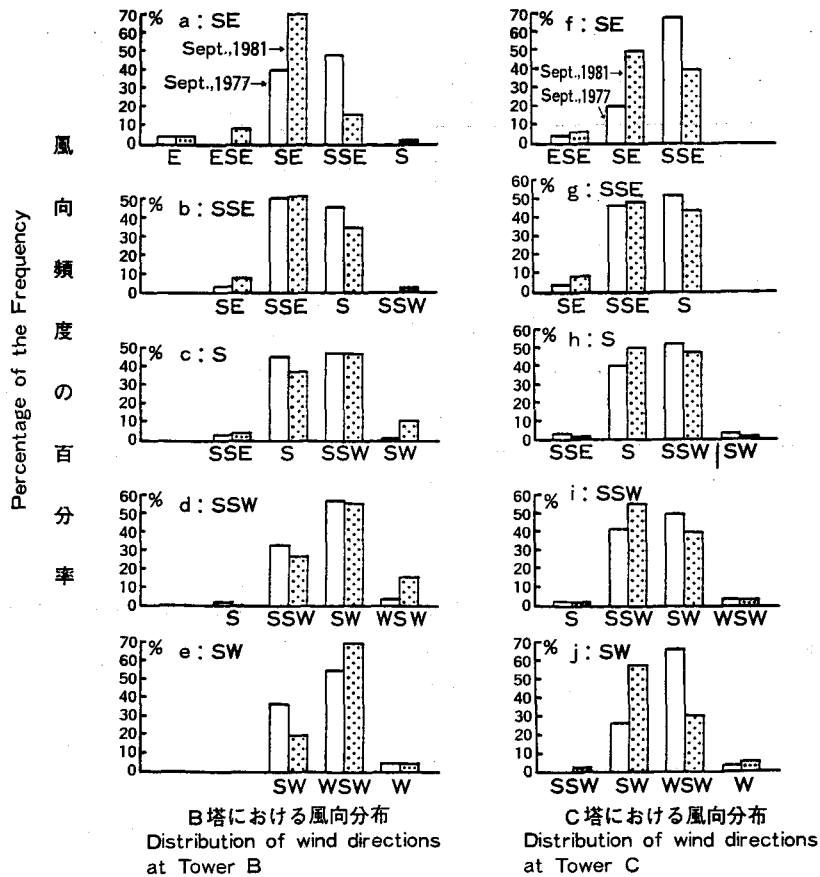 風向頻度の百分率
Percentage of the Frequency
% a : SE
70
60
50
40
30
20
10
0
Sept.,1981→
Sept.,1977→
E ESE SE SSE S
% b : SSE
50
40
30
20
10
0
SE SSE S SSW
% c : S
50
40
30
20
10
0
SSE S SSW SW
% d : SSW
60
50
40
30
20
10
0
S SSW SW WSW
% e : SW
70
60
50
40
30
20
10
0
SW WSW W
B塔における風向分布
Distribution of wind directions
at Tower B
% f : SE
70
60
50
40
30
20
10
0
Sept.,1981→
Sept.,1977
ESE SE SSE
% g : SSE
60
50
40
30
20
10
0
SE SSE S
% h : S
60
50
40
30
20
10
0
SSE S SSW SW
% i : SSW
60
50
40
30
20
10
0
S SSW SW WSW
% j : SW
70
60
50
40
30
20
10
0
SSW SW WSW W
C塔における風向分布
Distribution of wind directions
at Tower C